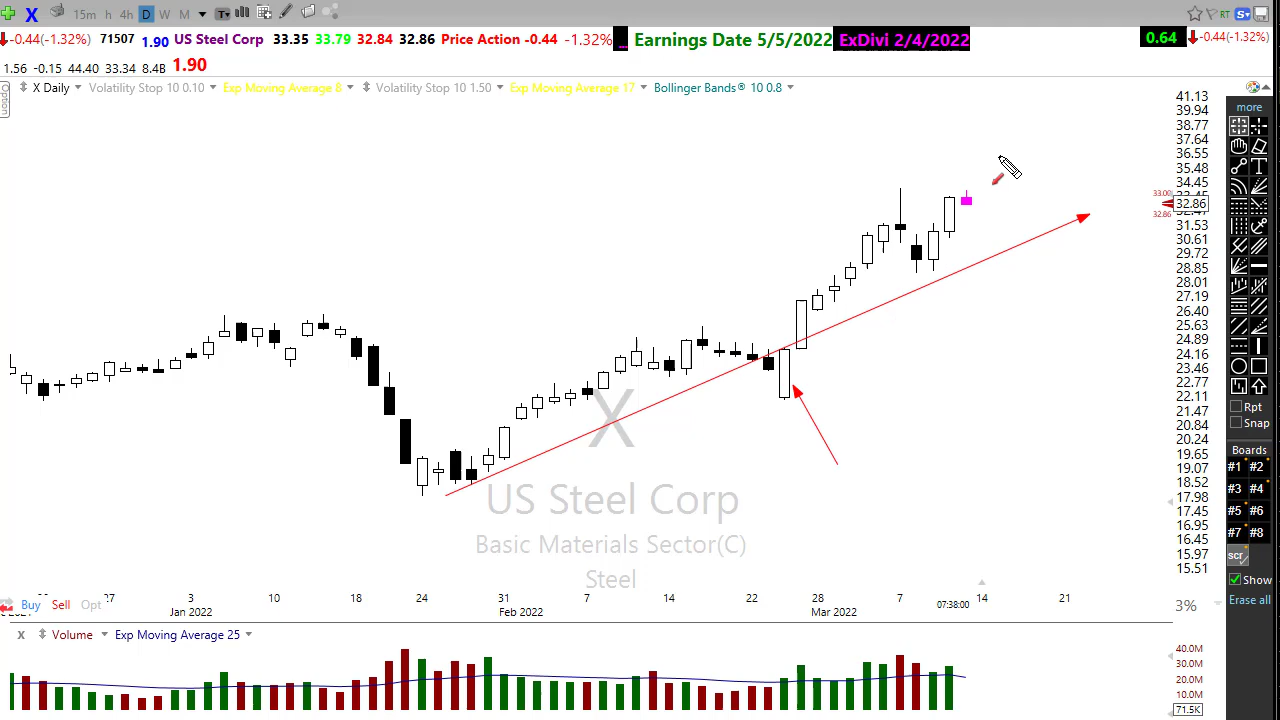 X 15m h 4h D W M T RT S
-0.44(-1.32%) 71507 1.90 US Steel Corp 33.35 33.79 32.84 32.86 Price Action -0.44 -1.32% ... Earnings Date 5/5/2022 ExDivi 2/4/2022 0.64 -0.44(-1.32%)
1.56 -0.15 44.40 33.34 8.4B 1.90
Option
X Daily Volatility Stop 10 0.10 Exp Moving Average 8 Volatility Stop 10 1.50 Exp Moving Average 17 Bollinger Bands® 10 0.8
41.13
39.94
38.77
37.64
36.55
35.48
34.45
33.00
32.86
32.86
31.53
30.61
29.72
28.85
28.01
27.19
26.40
25.63
24.89
24.16
23.46
22.77
22.11
21.47
20.84
20.24
19.65
19.07
18.52
17.98
17.45
16.95
16.45
15.97
15.51
more
T
Rpt
Snap
Boards
#1 #2
#3 #4
#5 #6
#7 #8
scr
Show
Erase all
X
US Steel Corp
Basic Materials Sector(C)
Steel
27 3 10 18 24 31 7 14 22 28 7 07:38:00 14 21
Jan 2022 Feb 2022 Mar 2022
Buy Sell Opt
3%
X Volume Exp Moving Average 25
40.0M
30.0M
20.0M
10.0M
71.5K